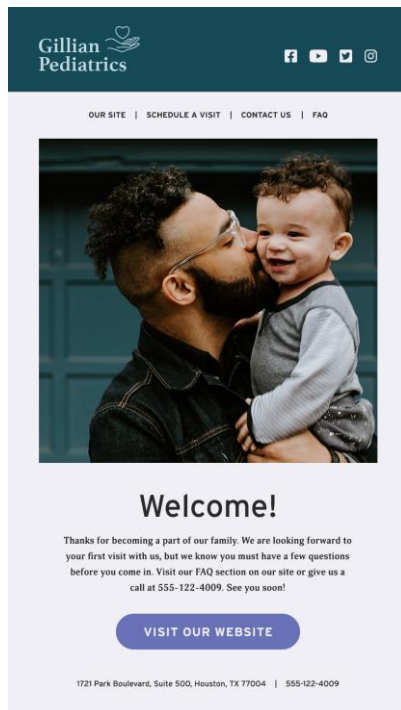 Gillian
Pediatrics
OUR SITE | SCHEDULE A VISIT | CONTACT US | FAQ
Welcome!
Thanks for becoming a part of our family. We are looking forward to
your first visit with us, but we know you must have a few questions
before you come in. Visit our FAQ section on our site or give us a
call at 555-122-4009. See you soon!
VISIT OUR WEBSITE
1721 Park Boulevard, Suite 500, Houston, TX 77004 | 555-122-4009